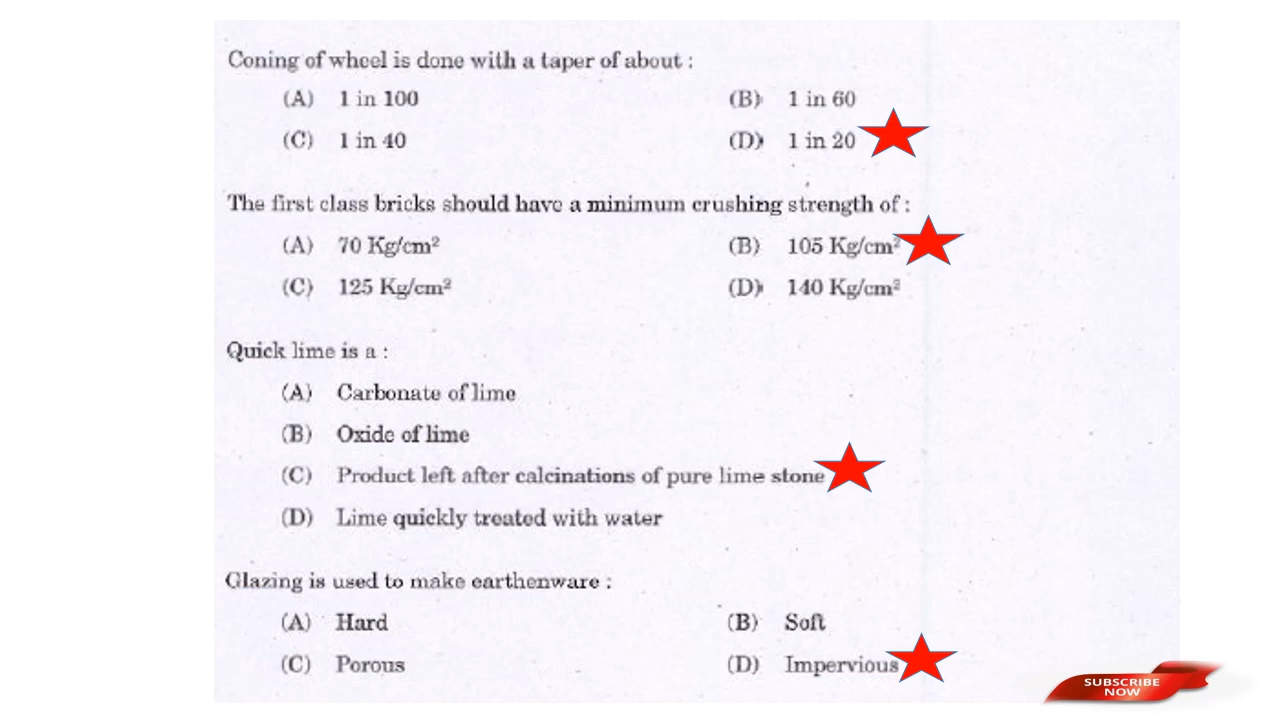 Coning of wheel is done with a taper of about :
(A) 1 in 100 (B) 1 in 60
(C) 1 in 40 (D) 1 in 20
The first class bricks should have a minimum crushing strength of :
(A) 70 Kg/cm² (B) 105 Kg/cm²
(C) 125 Kg/cm² (D) 140 Kg/cm²
Quick lime is a :
(A) Carbonate of lime
(B) Oxide of lime
(C) Product left after calcinations of pure lime stone
(D) Lime quickly treated with water
Glazing is used to make earthenware :
(A) Hard (B) Soft
(C) Porous (D) Impervious
SUBSCRIBE
NOW